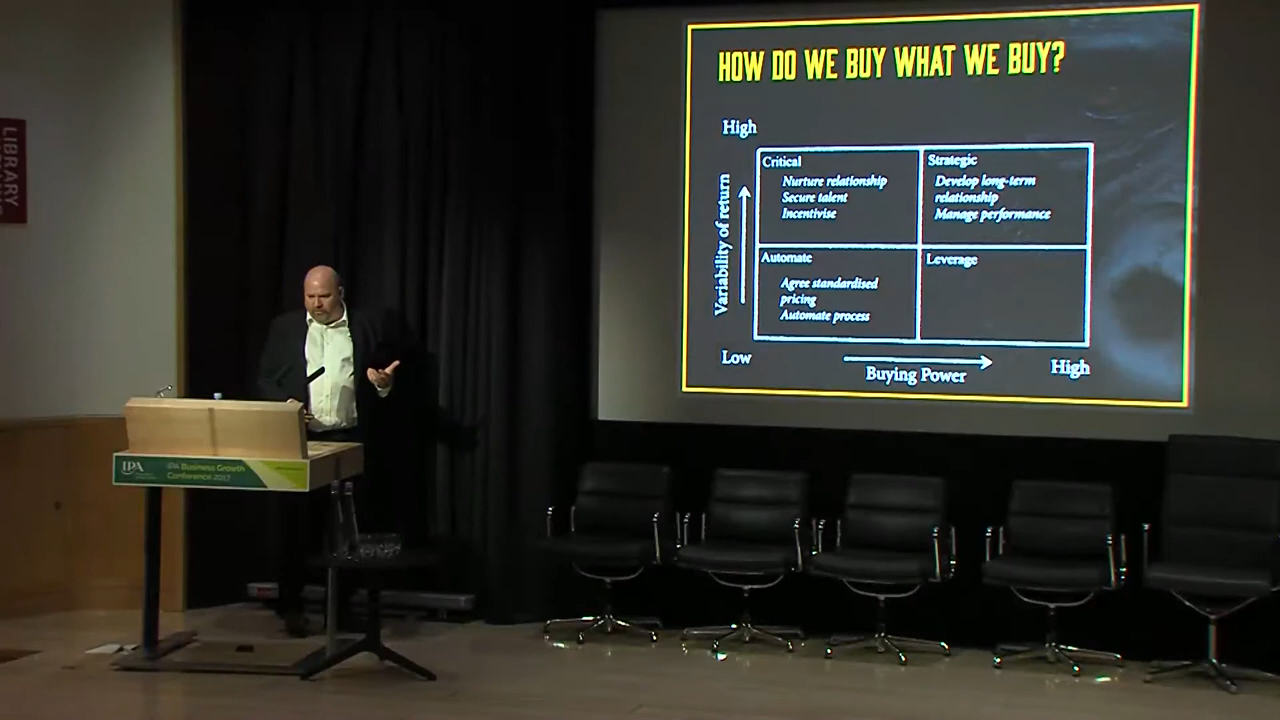 HOW DO WE BUY WHAT WE BUY?
High
Critical
Nurture relationship
Secure talent
Incentivise
Strategic
Develop long-term
relationship
Manage performance
Variability of return
Automate
Agree standardised
pricing
Automate process
Leverage
Low
Buying Power
High
LIBRARY
IPA
IPA Business Growth
Conference 2017